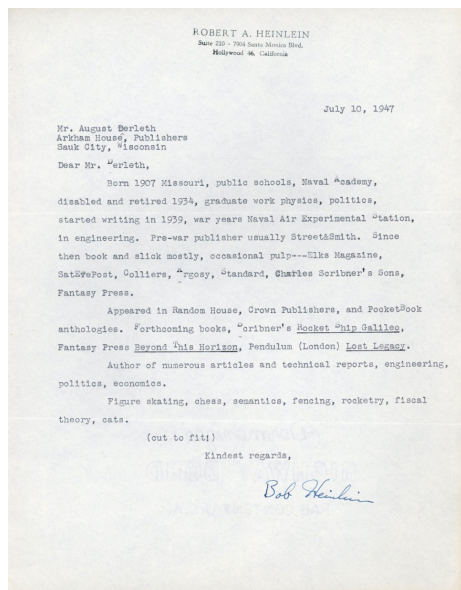 ROBERT A. HEINLEIN
Suite 210 - 7904 Santa Monica Blvd.
Hollywood 46, California
July 10, 1947
Mr. August Derleth
Arkham House, Publishers
Sauk City, Wisconsin
Dear Mr. Derleth,
Born 1907 Missouri, public schools, Naval Academy,
disabled and retired 1934, graduate work physics, politics,
started writing in 1939, war years Naval Air Experimental Station,
in engineering. Pre-war publisher usually Street&Smith. Since
then book and slick mostly, occasional pulp---Elks Magazine,
SatEvePost, Colliers, Argosy, Standard, Charles Scribner's Sons,
Fantasy Press.
Appeared in Random House, Crown Publishers, and PocketBook
anthologies. Forthcoming books, Scribner's Rocket Ship Galileo,
Fantasy Press Beyond This Horizon, Pendulum (London) Lost Legacy.
Author of numerous articles and technical reports, engineering,
politics, economics.
Figure skating, chess, semantics, fencing, rocketry, fiscal
theory, cats.
(cut to fit!)
Kindest regards,
Bob Heinlein